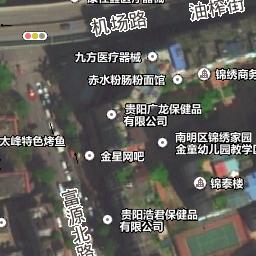 机场路
油榨街
九方医疗器械
赤水粉肠粉面馆
锦绣商务
贵阳广龙保健品
有限公司
南明区锦绣家园
金童幼儿园教学区
太峰特色烤鱼
金星网吧
锦泰楼
富源北路
贵阳浩君保健品
有限公司